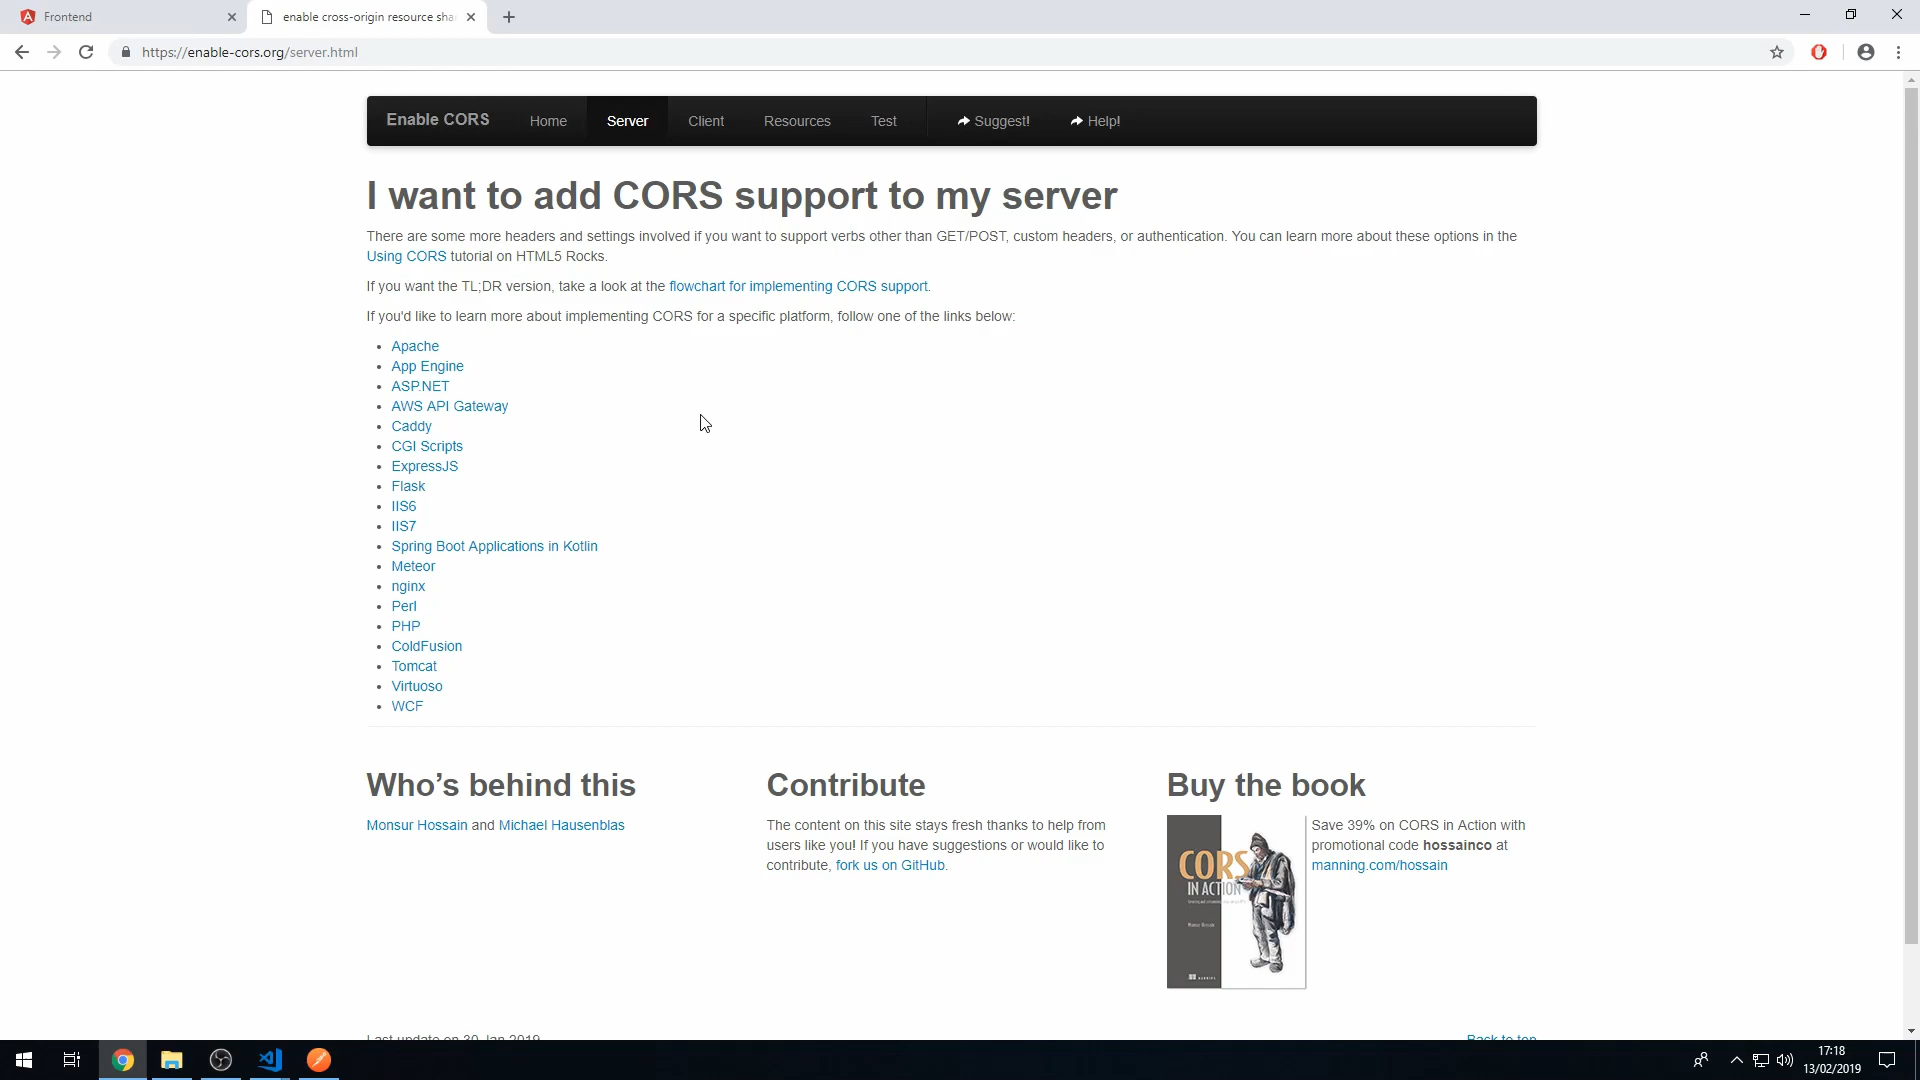 Frontend
enable cross-origin resource sha
https://enable-cors.org/server.html
Enable CORS Home Server Client Resources Test Suggest! Help!
I want to add CORS support to my server
There are some more headers and settings involved if you want to support verbs other than GET/POST, custom headers, or authentication. You can learn more about these options in the
Using CORS tutorial on HTML5 Rocks.
If you want the TL;DR version, take a look at the flowchart for implementing CORS support.
If you'd like to learn more about implementing CORS for a specific platform, follow one of the links below:
Apache
App Engine
ASP.NET
AWS API Gateway
Caddy
CGI Scripts
ExpressJS
Flask
IIS6
IIS7
Spring Boot Applications in Kotlin
Meteor
nginx
Perl
PHP
ColdFusion
Tomcat
Virtuoso
WCF
Who’s behind this
Monsur Hossain and Michael Hausenblas
Contribute
The content on this site stays fresh thanks to help from
users like you! If you have suggestions or would like to
contribute, fork us on GitHub.
Buy the book
CORS
IN ACTION
Save 39% on CORS in Action with
promotional code hossainco at
manning.com/hossain
Last update on 30 Jan 2019
Back to top
17:18
13/02/2019